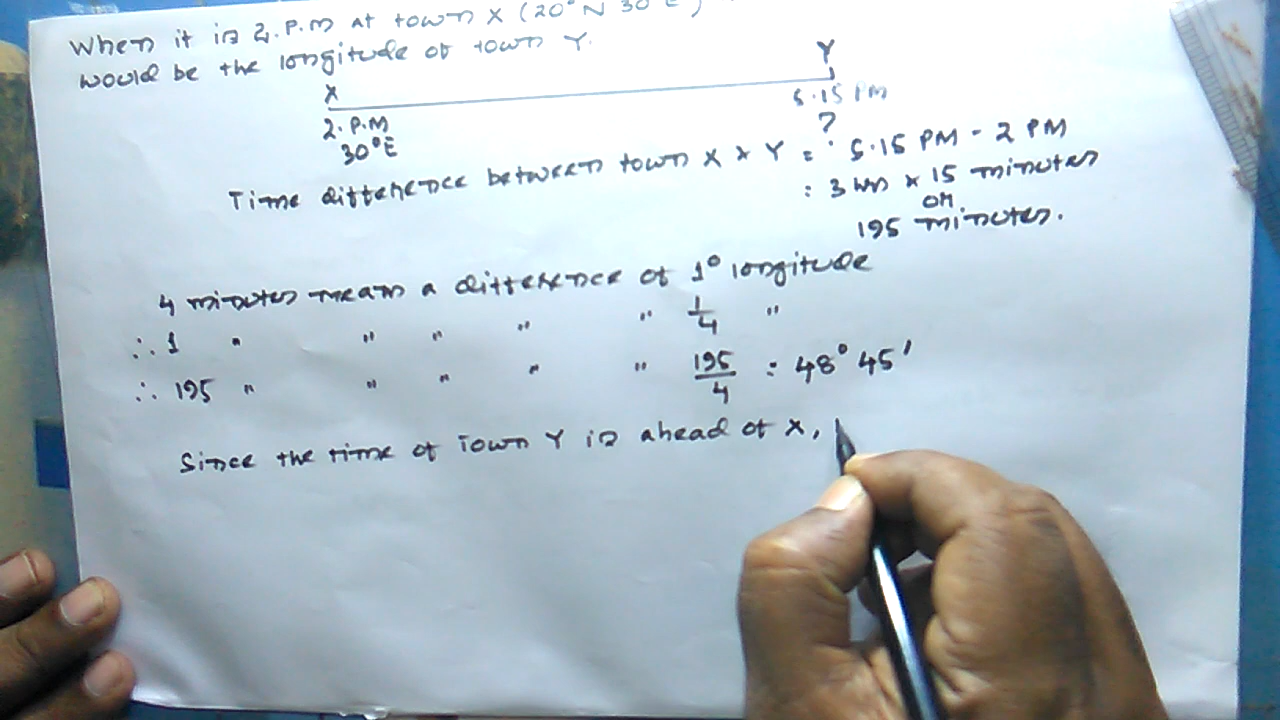 When it is 2. P.M at town X (20° N 30° E)
would be the longitude of town Y.
X Y
2. P.M 5.15 PM
30°E ?
Time difference between town X & Y = 5.15 PM - 2 PM
= 3 hrs & 15 minutes
or
195 minutes.
4 minutes mean a difference of 1° longitude
∴ 1 " " " " " 1/4 "
∴ 195 " " " " " 195/4 = 48° 45'
Since the time of Town Y is ahead of X,